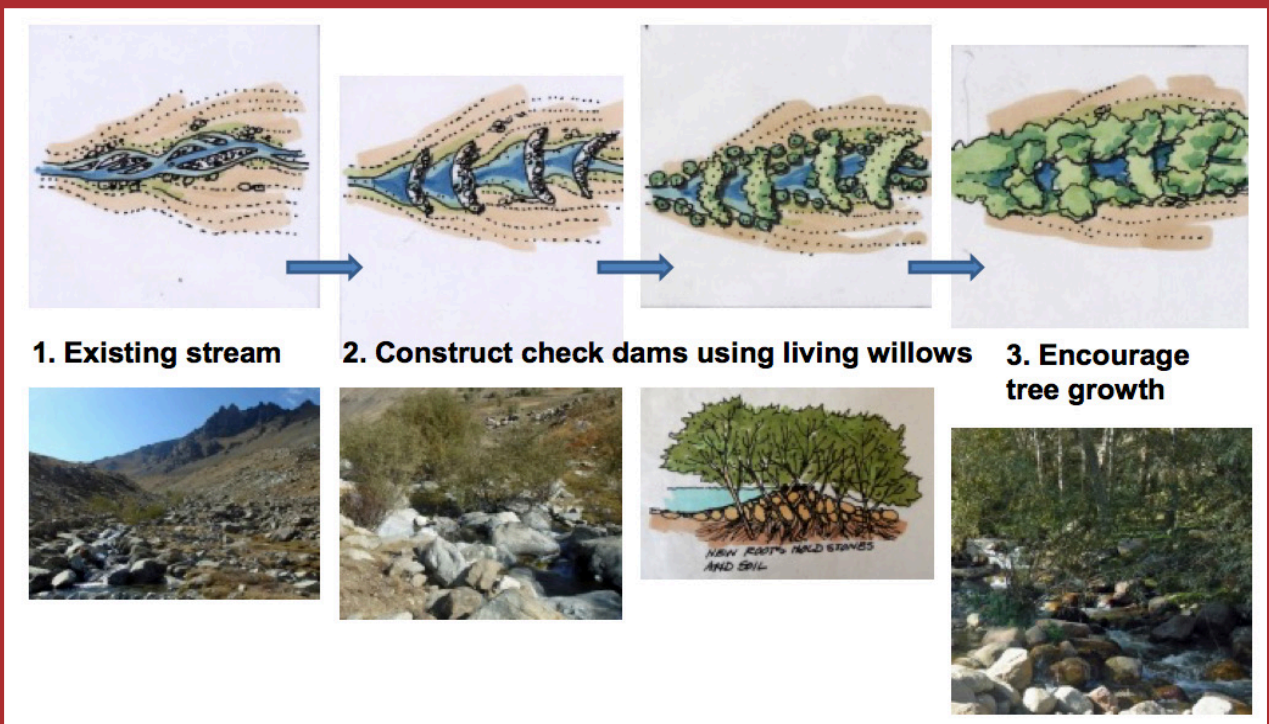 1. Existing stream
2. Construct check dams using living willows
3. Encourage
tree growth
NEW ROOTS HOLD STONES
AND SOIL